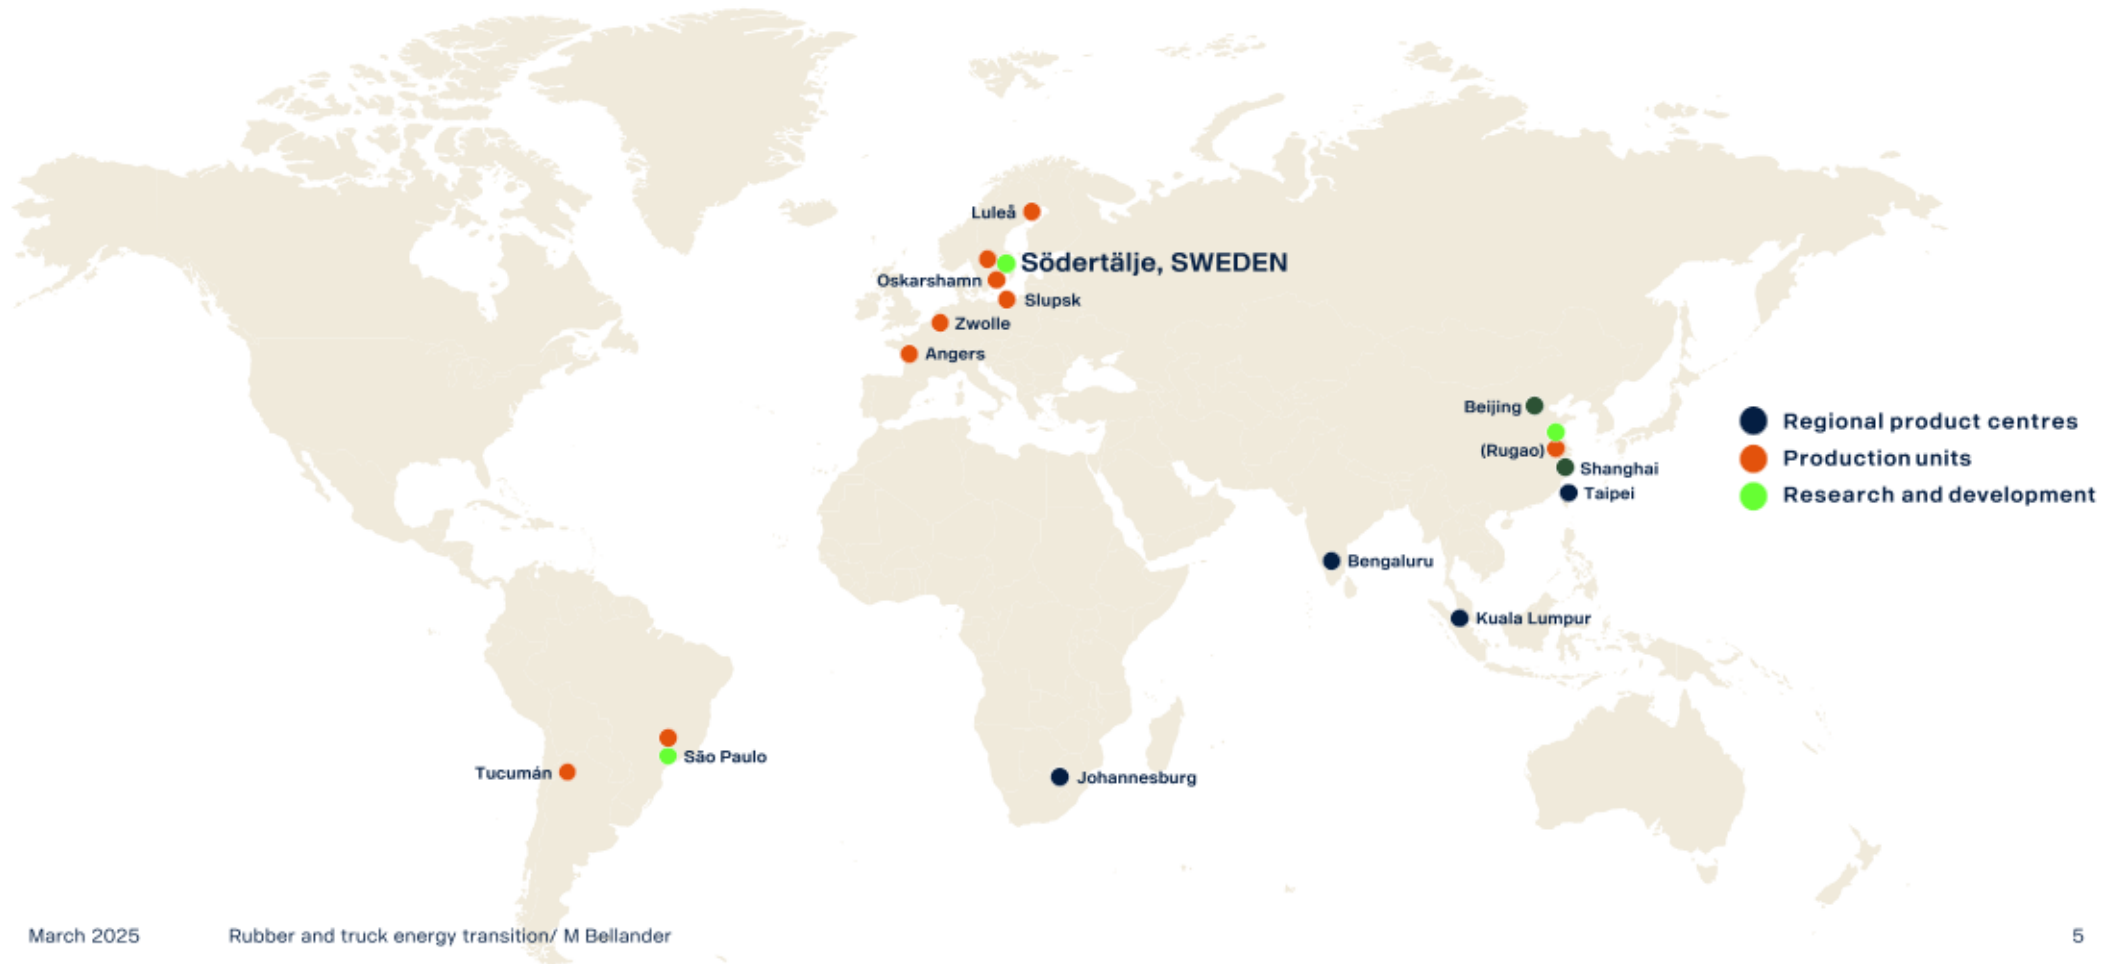 Luleå
Södertälje, SWEDEN
Oskarshamn
Slupsk
Zwolle
Angers
Beijing
(Rugao)
Shanghai
Taipei
Bengaluru
Kuala Lumpur
São Paulo
Tucumán
Johannesburg
Regional product centres
Production units
Research and development
March 2025
Rubber and truck energy transition/ M Bellander
5